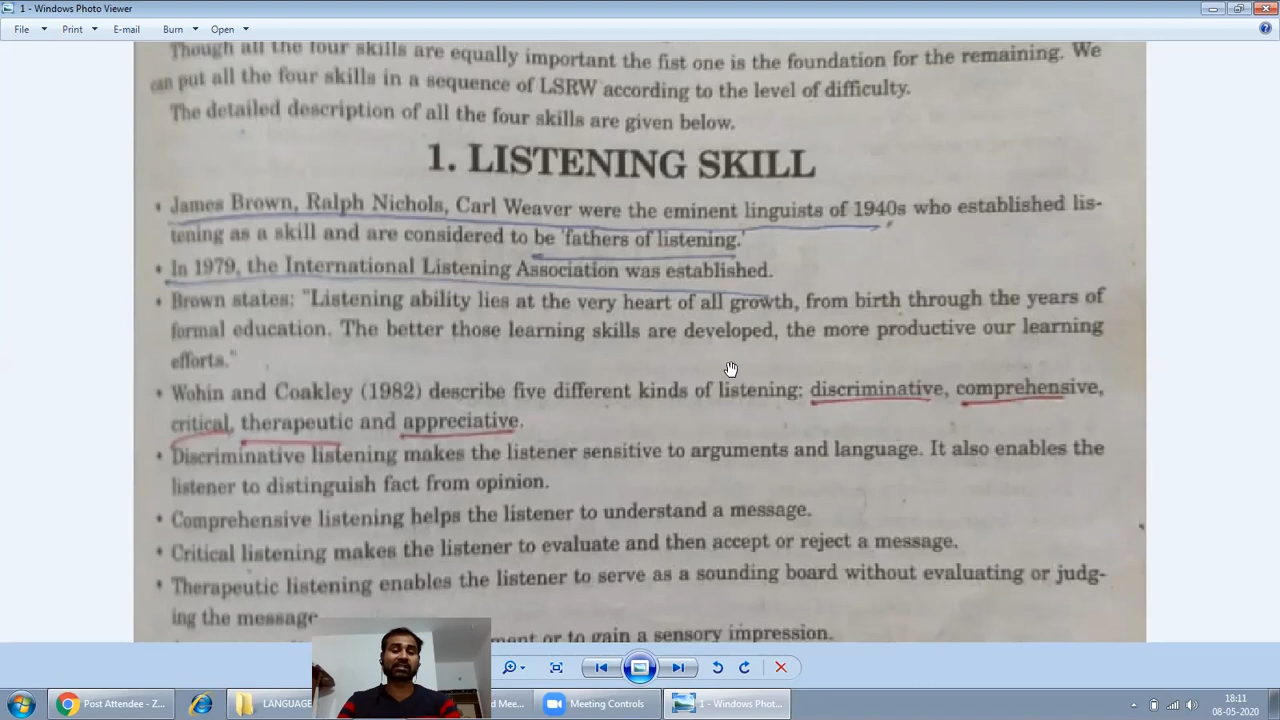 1 - Windows Photo Viewer
File Print E-mail Burn Open
Though all the four skills are equally important the fist one is the foundation for the remaining. We
can put all the four skills in a sequence of LSRW according to the level of difficulty.
The detailed description of all the four skills are given below.
1. LISTENING SKILL
• James Brown, Ralph Nichols, Carl Weaver were the eminent linguists of 1940s who established lis-
tening as a skill and are considered to be 'fathers of listening.'
• In 1979, the International Listening Association was established.
• Brown states: "Listening ability lies at the very heart of all growth, from birth through the years of
formal education. The better those learning skills are developed, the more productive our learning
efforts."
• Wohin and Coakley (1982) describe five different kinds of listening: discriminative, comprehensive,
critical, therapeutic and appreciative.
• Discriminative listening makes the listener sensitive to arguments and language. It also enables the
listener to distinguish fact from opinion.
• Comprehensive listening helps the listener to understand a message.
• Critical listening makes the listener to evaluate and then accept or reject a message.
• Therapeutic listening enables the listener to serve as a sounding board without evaluating or judg-
ing the message
or to gain a sensory impression.
Post Attendee - Z... LANGUAGE Mee... Meeting Controls 1 - Windows Phot...
18:11
08-05-2020